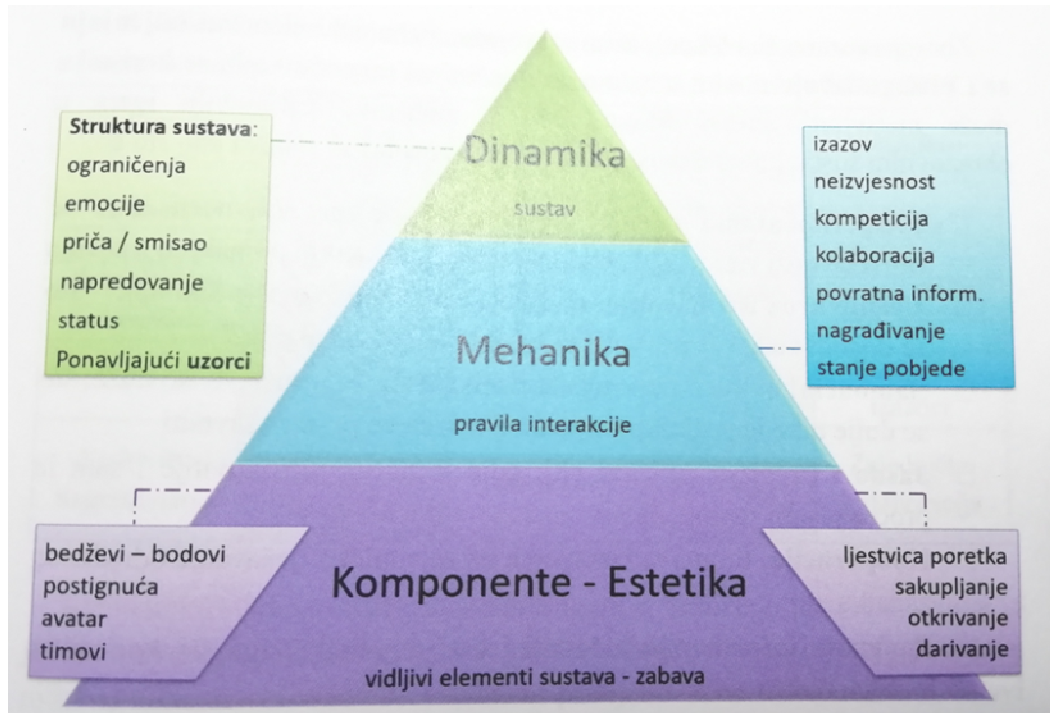 Struktura sustava:
ograničenja
emocije
priča / smisao
napredovanje
status
Ponavljajući uzorci
Dinamika
sustav
izazov
neizvjesnost
kompeticija
kolaboracija
povratna inform.
nagrađivanje
stanje pobjede
Mehanika
pravila interakcije
bedževi – bodovi
postignuća
avatar
timovi
Komponente - Estetika
vidljivi elementi sustava - zabava
ljestvica poretka
sakupljanje
otkrivanje
darivanje